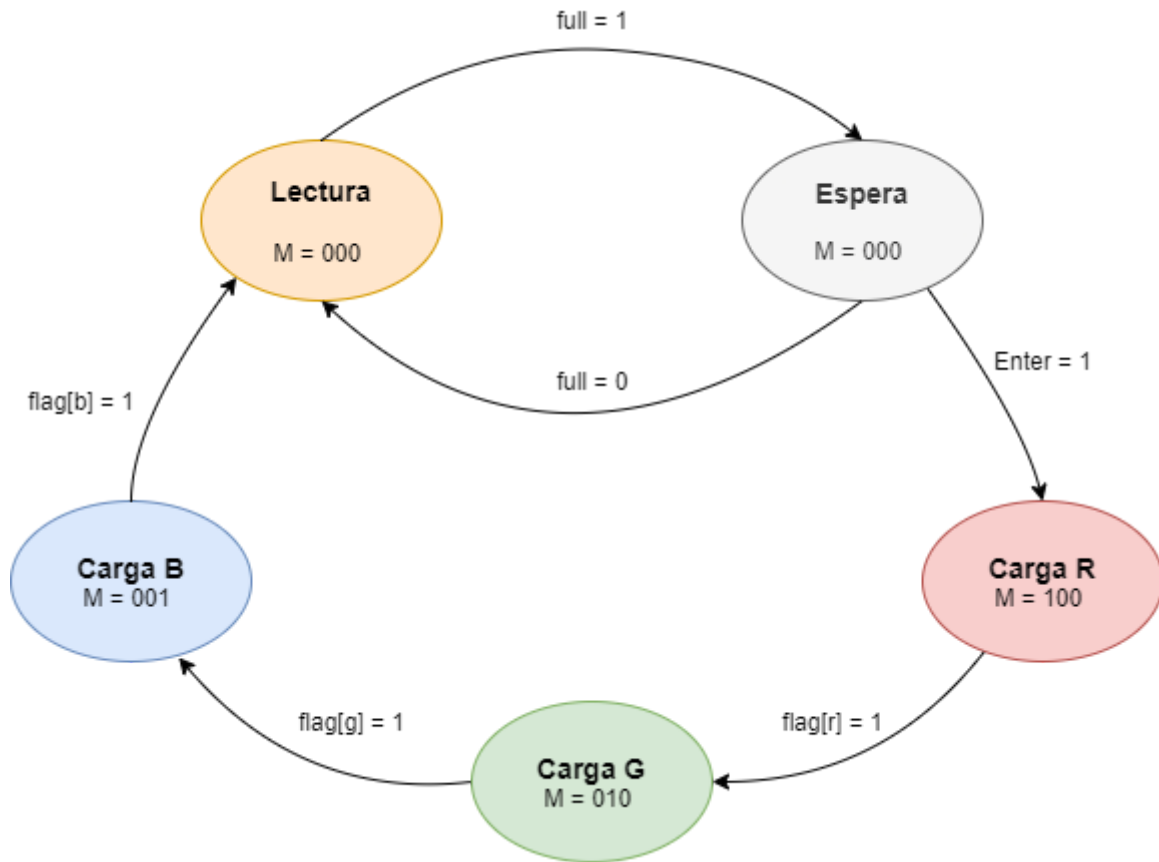 full = 1
Lectura
M = 000
Espera
M = 000
full = 0
Enter = 1
flag[b] = 1
Carga B
M = 001
Carga R
M = 100
flag[g] = 1
flag[r] = 1
Carga G
M = 010